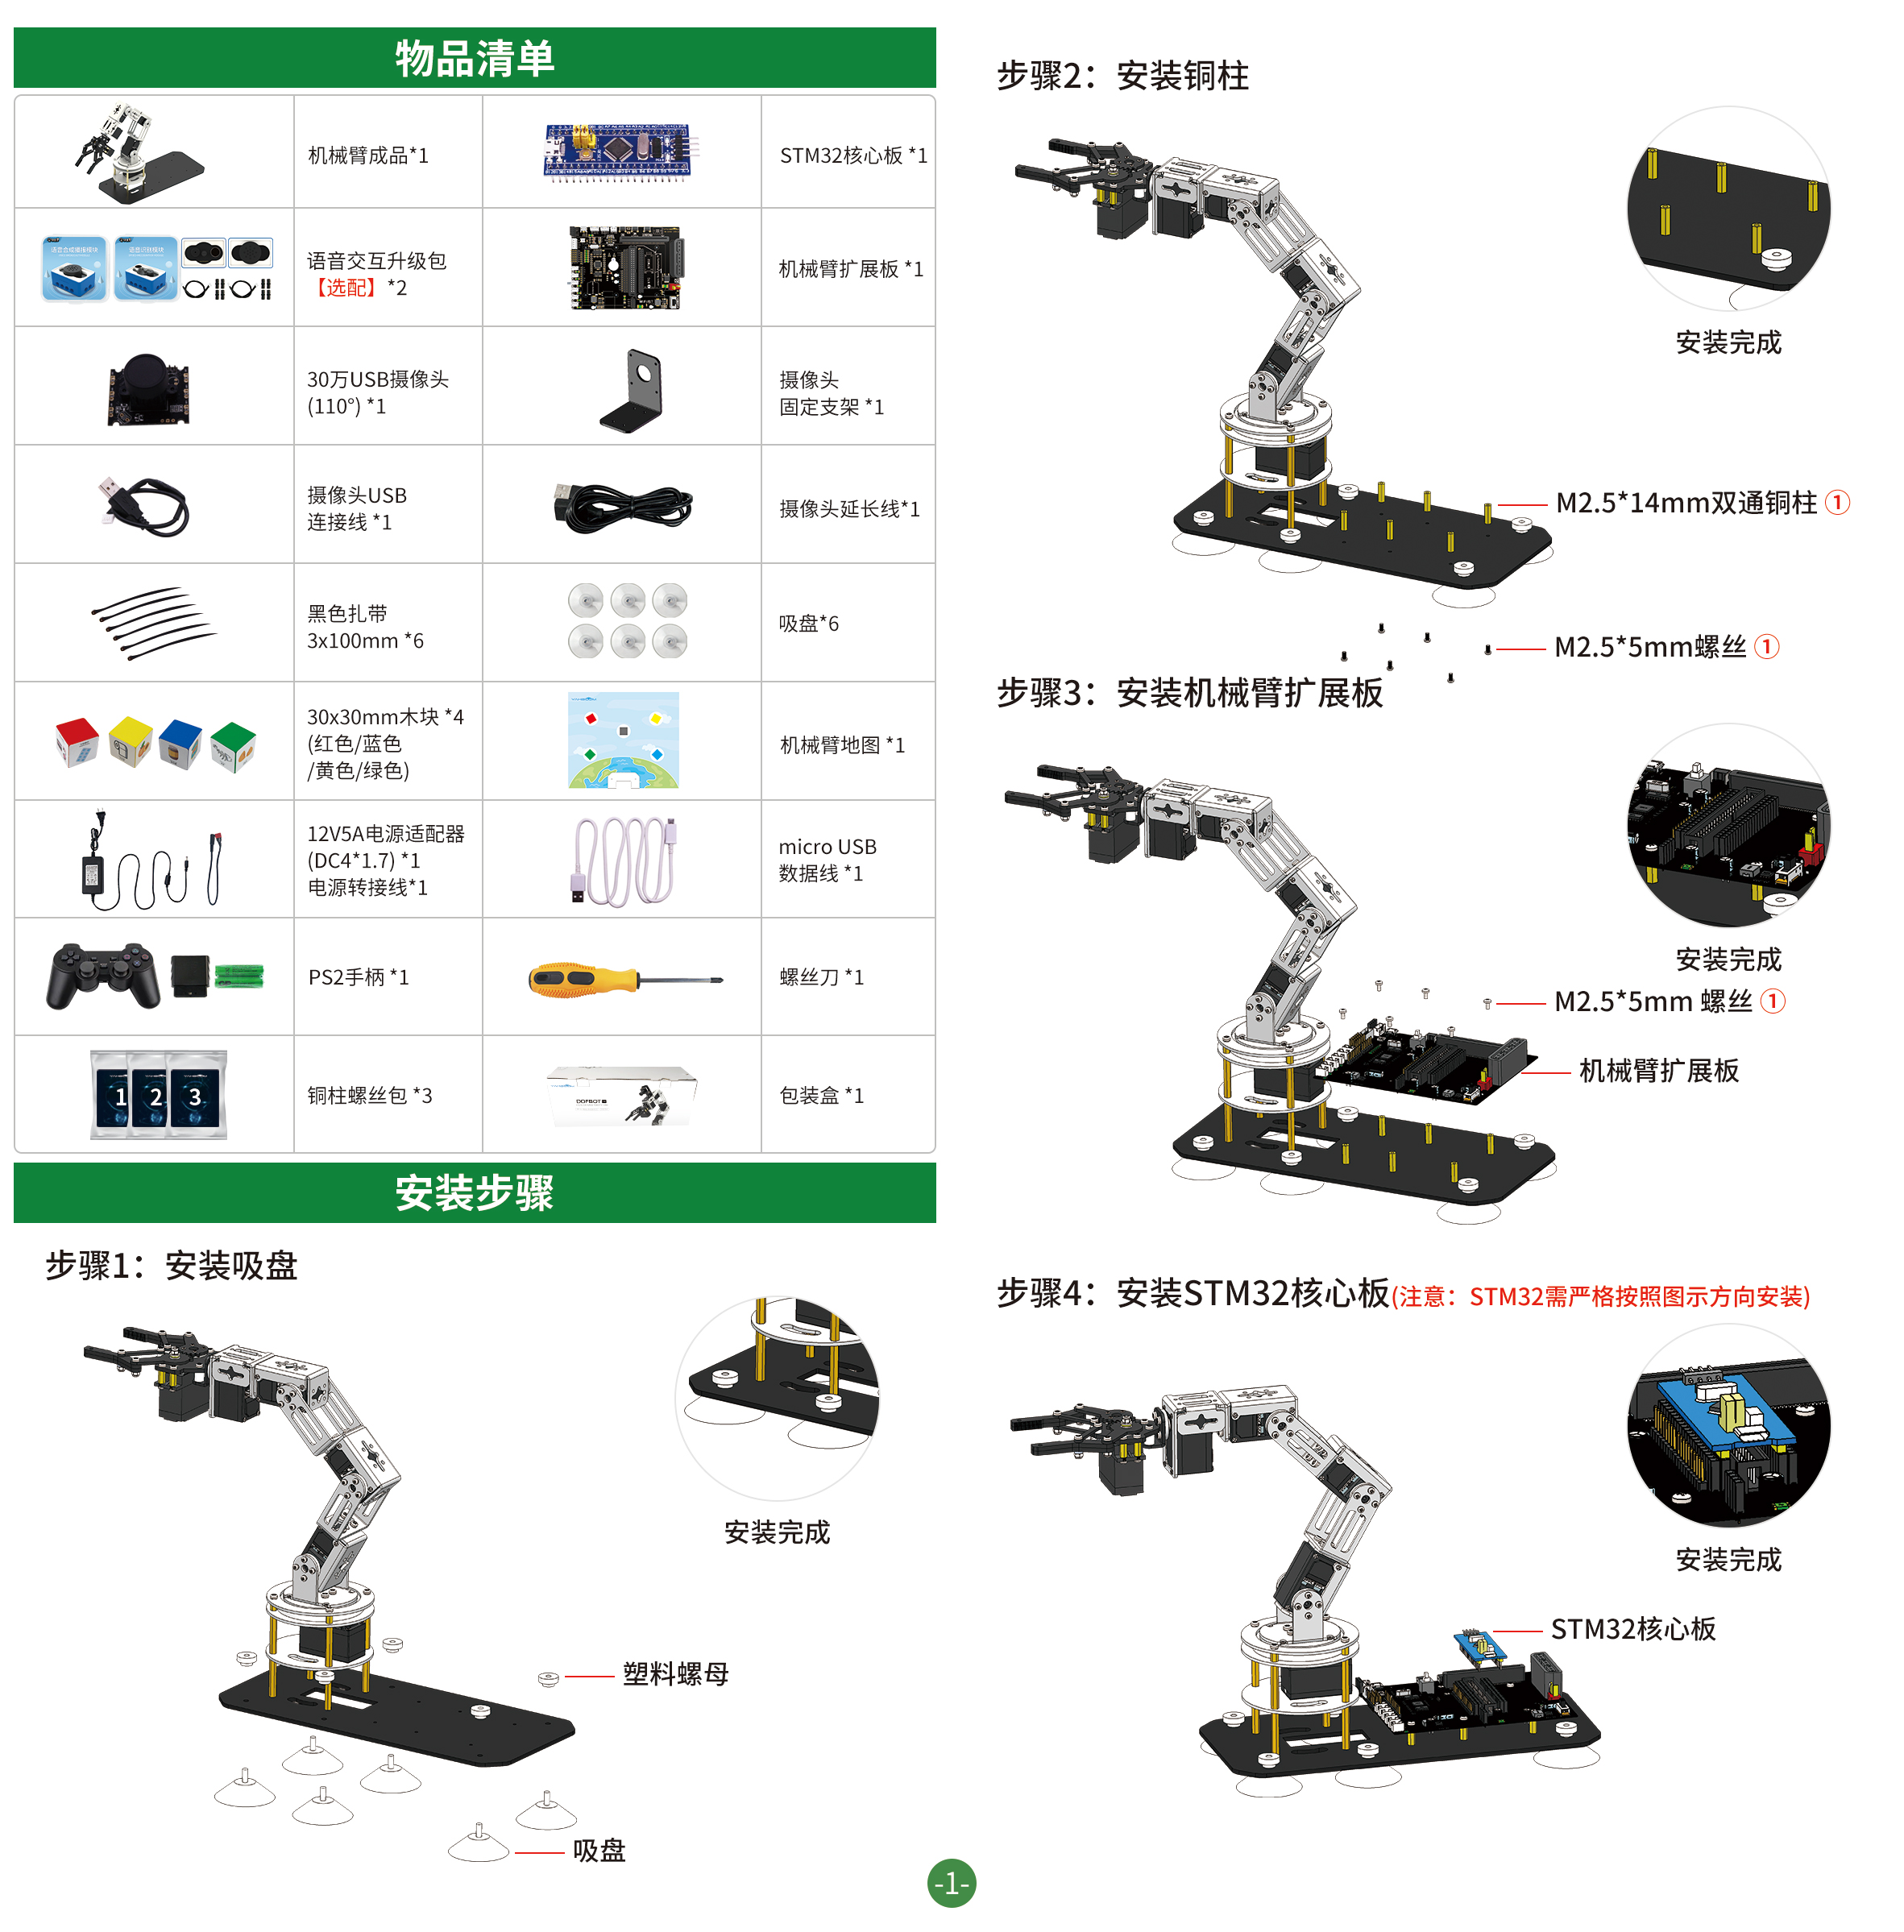 物品清单
机械臂成品*1
STM32核心板 *1
语音交互升级包
【选配】*2
机械臂扩展板 *1
30万USB摄像头
(110°) *1
摄像头
固定支架 *1
摄像头USB
连接线 *1
摄像头延长线*1
黑色扎带
3x100mm *6
吸盘*6
30x30mm木块 *4
(红色/蓝色
/黄色/绿色)
机械臂地图 *1
12V5A电源适配器
(DC4*1.7) *1
电源转接线*1
micro USB
数据线 *1
PS2手柄 *1
螺丝刀 *1
1
2
3
铜柱螺丝包 *3
DOFBOT
包装盒 *1
安装步骤
步骤1：安装吸盘
安装完成
塑料螺母
吸盘
步骤2：安装铜柱
安装完成
M2.5*14mm双通铜柱 ①
M2.5*5mm螺丝 ①
步骤3：安装机械臂扩展板
安装完成
M2.5*5mm 螺丝 ①
机械臂扩展板
步骤4：安装STM32核心板(注意：STM32需严格按照图示方向安装)
安装完成
STM32核心板
-1-